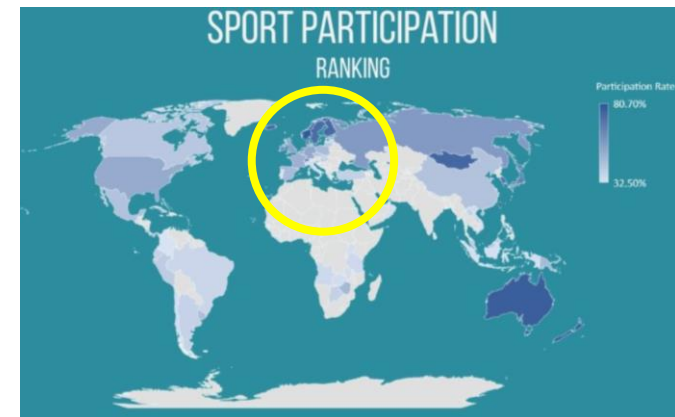 SPORT PARTICIPATION
RANKING
Participation Rate
80.70%
32.50%